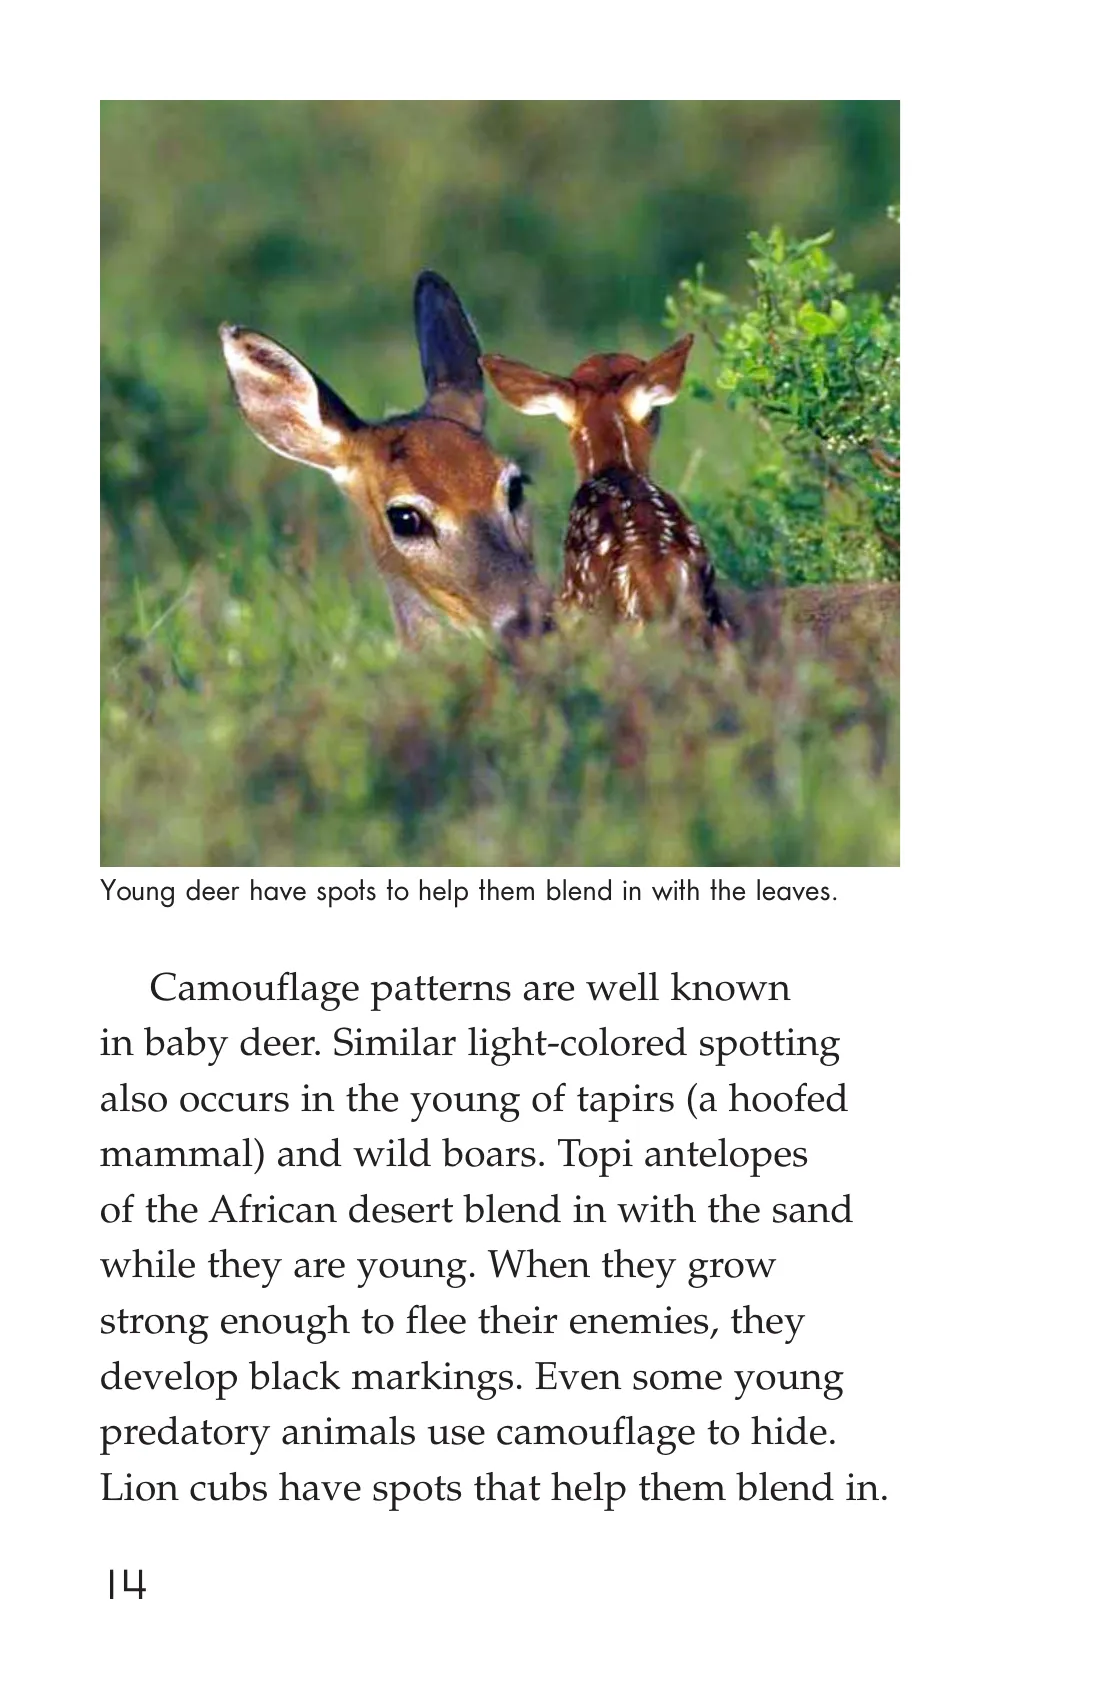 Young deer have spots to help them blend in with the leaves.
Camouflage patterns are well known
in baby deer. Similar light-colored spotting
also occurs in the young of tapirs (a hoofed
mammal) and wild boars. Topi antelopes
of the African desert blend in with the sand
while they are young. When they grow
strong enough to flee their enemies, they
develop black markings. Even some young
predatory animals use camouflage to hide.
Lion cubs have spots that help them blend in.
14